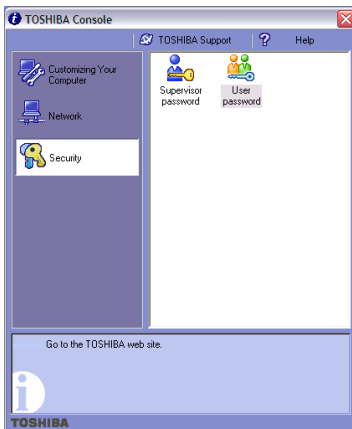 TOSHIBA Console
TOSHIBA Support
?
Help
Customizing Your
Computer
Network
Security
Supervisor
password
User
password
Go to the TOSHIBA web site.
i
TOSHIBA